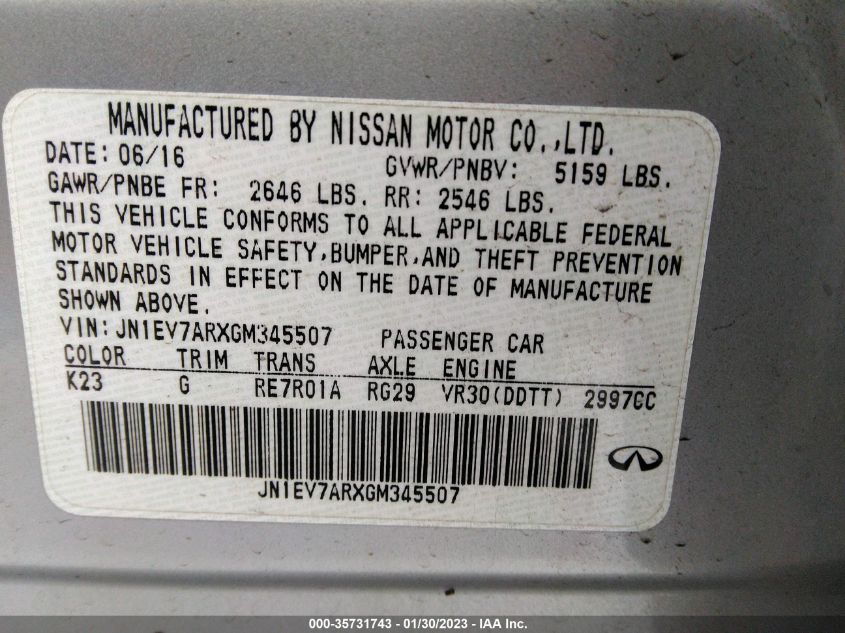 MANUFACTURED BY NISSAN MOTOR CO.,LTD.
DATE: 06/16 GVWR/PNBV: 5159 LBS.
GAWR/PNBE FR: 2646 LBS. RR: 2546 LBS.
THIS VEHICLE CONFORMS TO ALL APPLICABLE FEDERAL
MOTOR VEHICLE SAFETY,BUMPER,AND THEFT PREVENTION
STANDARDS IN EFFECT ON THE DATE OF MANUFACTURE
SHOWN ABOVE.
VIN: JN1EV7ARXGM345507 PASSENGER CAR
COLOR TRIM TRANS AXLE ENGINE
K23 G RE7R01A RG29 VR30(DDTT) 2997CC
JN1EV7ARXGM345507
000-35731743 — 01/30/2023 — IAA Inc.